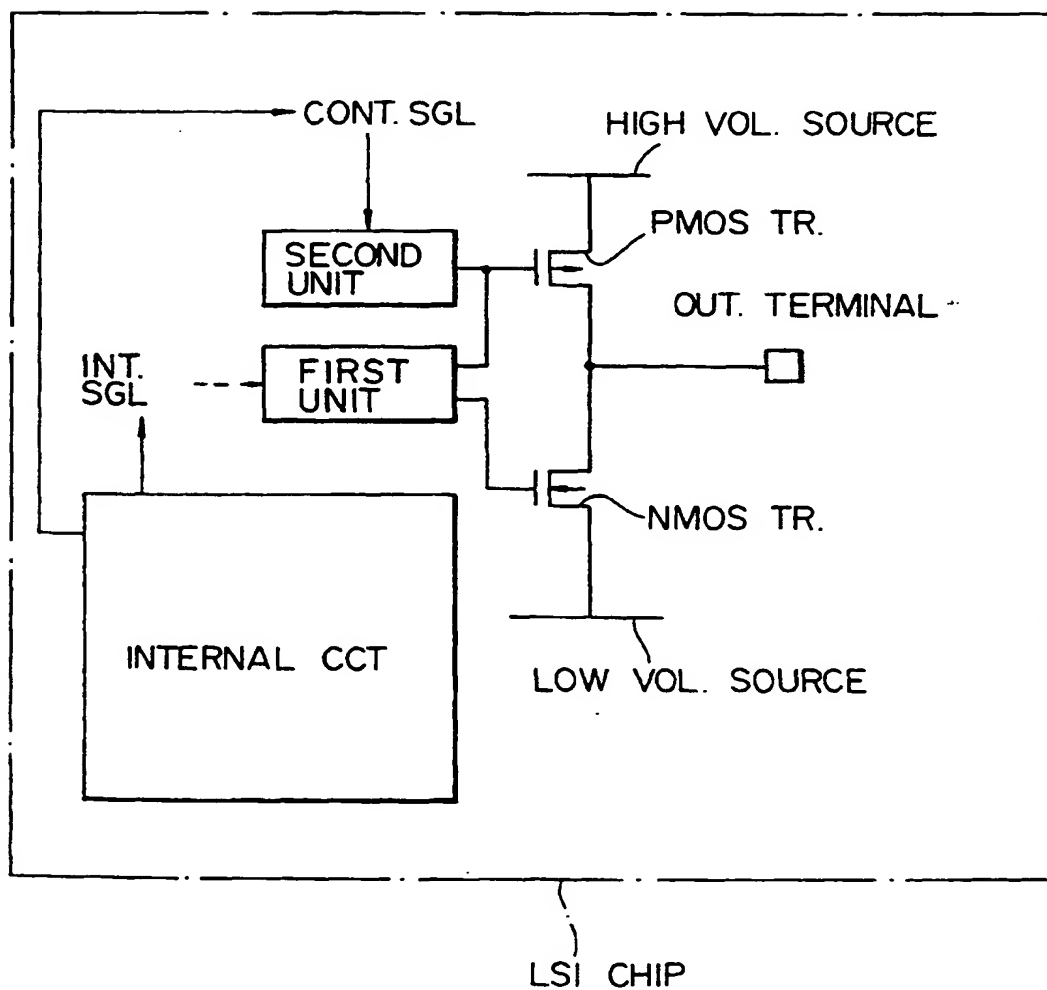 CONT. SGL
HIGH VOL. SOURCE
PMOS TR.
SECOND
UNIT
OUT. TERMINAL
INT.
SGL
FIRST
UNIT
NMOS TR.
INTERNAL CCT
LOW VOL. SOURCE
LSI CHIP